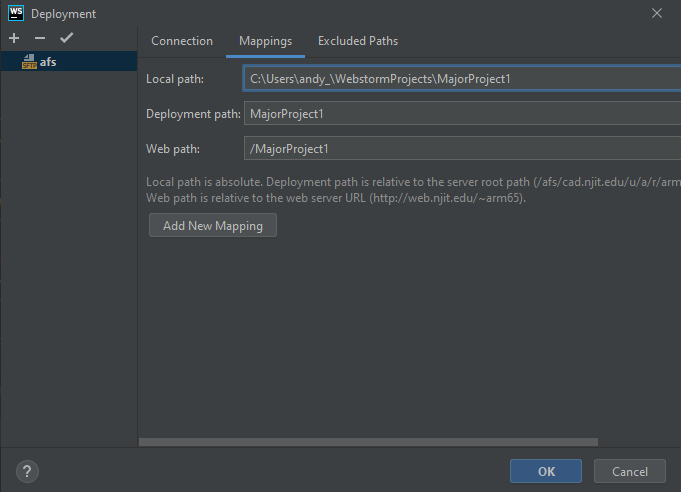 WS Deployment
afs
SFTP
Connection Mappings Excluded Paths
Local path: C:\Users\andy_\WebstormProjects\MajorProject1
Deployment path: MajorProject1
Web path: /MajorProject1
Local path is absolute. Deployment path is relative to the server root path (/afs/cad.njit.edu/u/a/r/arm
Web path is relative to the web server URL (http://web.njit.edu/~arm65).
Add New Mapping
? OK Cancel